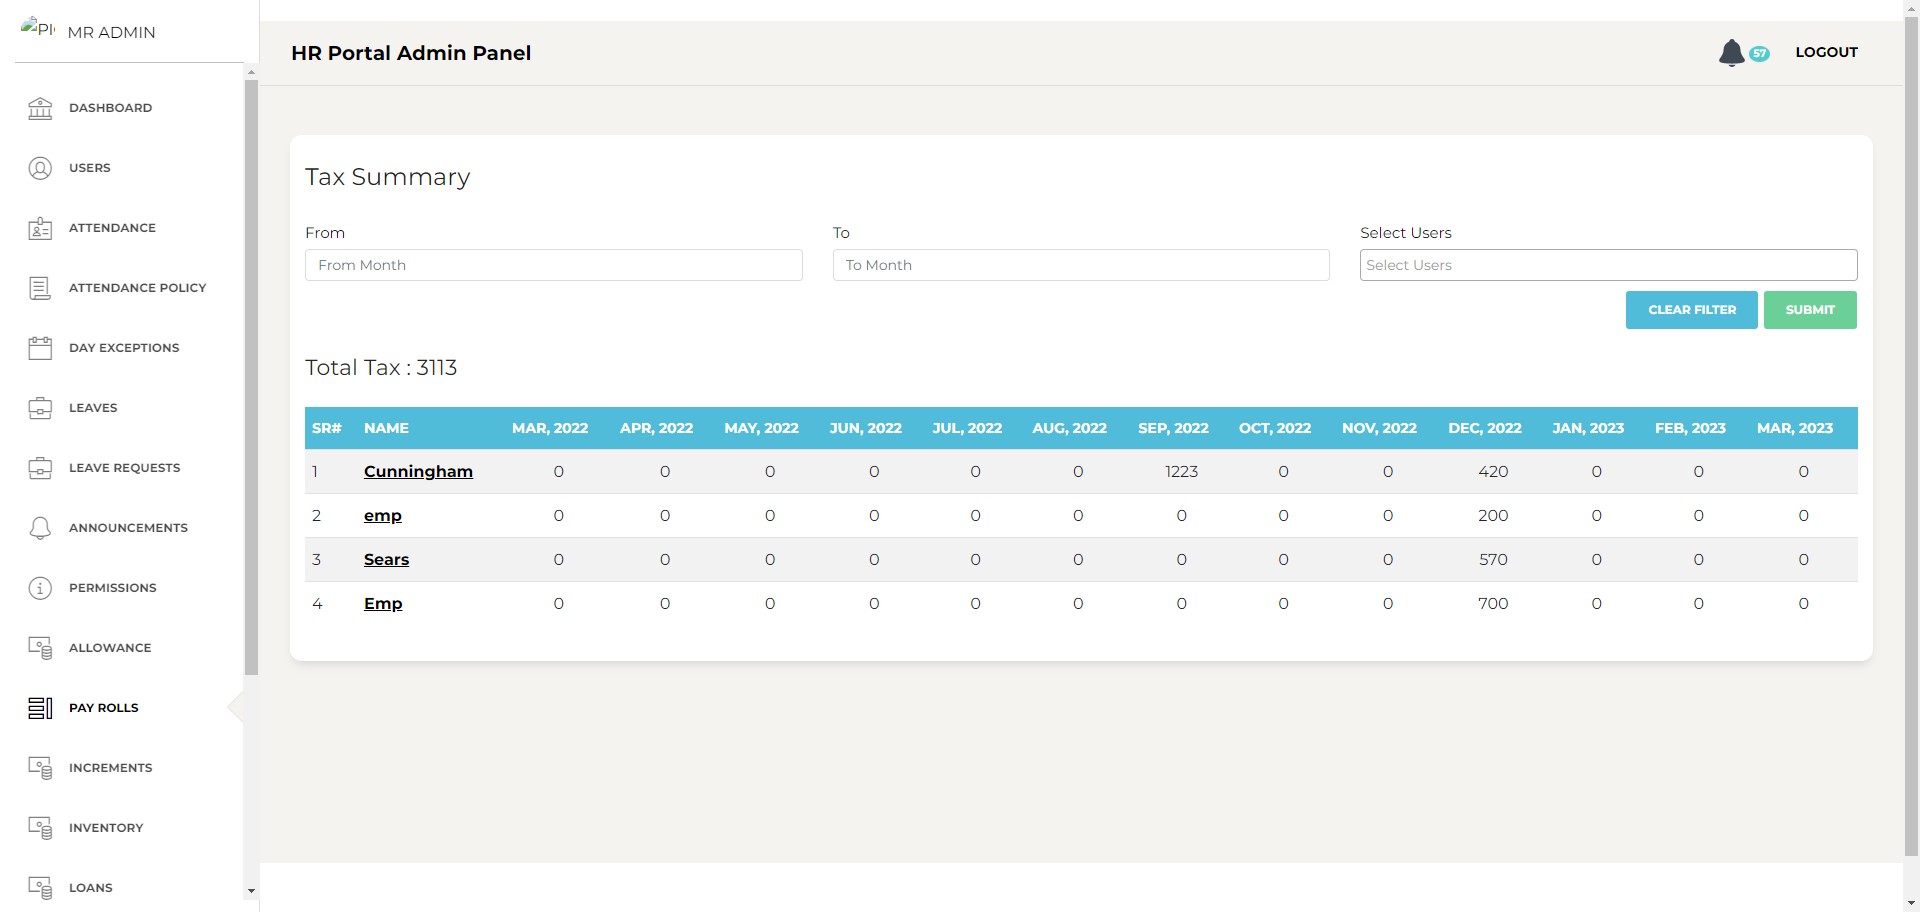 MR ADMIN
DASHBOARD
USERS
ATTENDANCE
ATTENDANCE POLICY
DAY EXCEPTIONS
LEAVES
LEAVE REQUESTS
ANNOUNCEMENTS
PERMISSIONS
ALLOWANCE
PAY ROLLS
INCREMENTS
INVENTORY
LOANS
HR Portal Admin Panel
57 LOGOUT
Tax Summary
From To Select Users
From Month To Month Select Users
CLEAR FILTER SUBMIT
Total Tax : 3113
SR# NAME MAR, 2022 APR, 2022 MAY, 2022 JUN, 2022 JUL, 2022 AUG, 2022 SEP, 2022 OCT, 2022 NOV, 2022 DEC, 2022 JAN, 2023 FEB, 2023 MAR, 2023
1 Cunningham 0 0 0 0 0 0 1223 0 0 420 0 0 0
2 emp 0 0 0 0 0 0 0 0 0 200 0 0 0
3 Sears 0 0 0 0 0 0 0 0 0 570 0 0 0
4 Emp 0 0 0 0 0 0 0 0 0 700 0 0 0